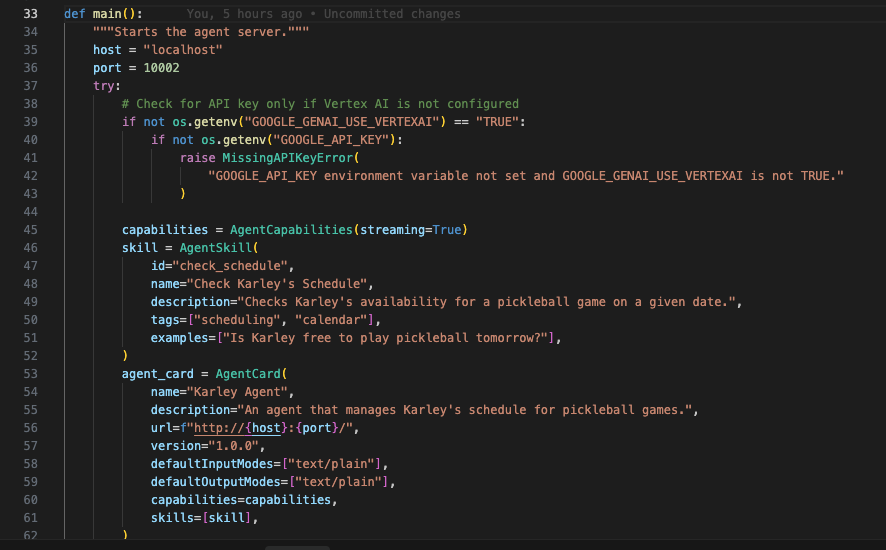 33 def main():      You, 5 hours ago • Uncommitted changes
34     """Starts the agent server."""
35     host = "localhost"
36     port = 10002
37     try:
38         # Check for API key only if Vertex AI is not configured
39         if not os.getenv("GOOGLE_GENAI_USE_VERTEXAI") == "TRUE":
40             if not os.getenv("GOOGLE_API_KEY"):
41                 raise MissingAPIKeyError(
42                     "GOOGLE_API_KEY environment variable not set and GOOGLE_GENAI_USE_VERTEXAI is not TRUE."
43                 )
44
45         capabilities = AgentCapabilities(streaming=True)
46         skill = AgentSkill(
47             id="check_schedule",
48             name="Check Karley's Schedule",
49             description="Checks Karley's availability for a pickleball game on a given date.",
50             tags=["scheduling", "calendar"],
51             examples=["Is Karley free to play pickleball tomorrow?"],
52         )
53         agent_card = AgentCard(
54             name="Karley Agent",
55             description="An agent that manages Karley's schedule for pickleball games.",
56             url=f"http://{host}:{port}/",
57             version="1.0.0",
58             defaultInputModes=["text/plain"],
59             defaultOutputModes=["text/plain"],
60             capabilities=capabilities,
61             skills=[skill],
62         )